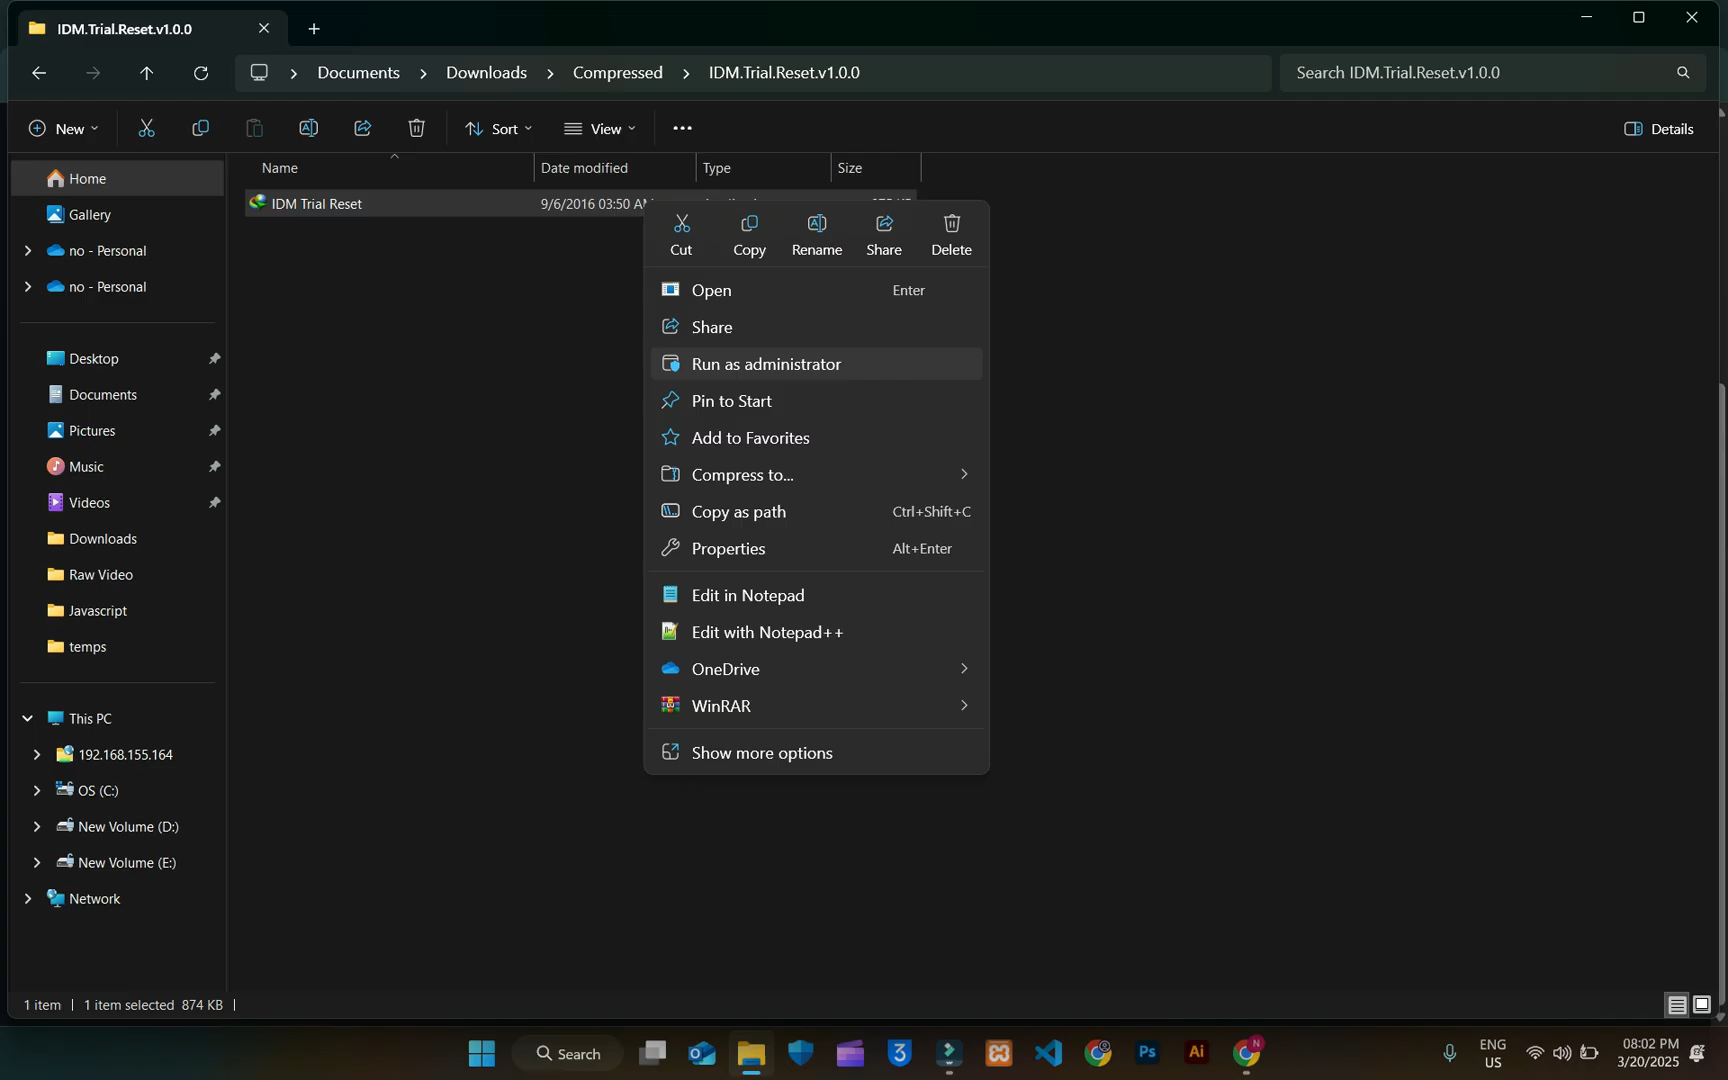 IDM.Trial.Reset.v1.0.0
Documents
Downloads
Compressed
IDM.Trial.Reset.v1.0.0
Search IDM.Trial.Reset.v1.0.0
New
Sort
View
Details
Name
Date modified
Type
Size
Home
Gallery
no - Personal
no - Personal
Desktop
Documents
Pictures
Music
Videos
Downloads
Raw Video
Javascript
temps
This PC
192.168.155.164
OS (C:)
New Volume (D:)
New Volume (E:)
Network
IDM Trial Reset
9/6/2016 03:50 AM
Cut
Copy
Rename
Share
Delete
Open Enter
Share
Run as administrator
Pin to Start
Add to Favorites
Compress to...
Copy as path Ctrl+Shift+C
Properties Alt+Enter
Edit in Notepad
Edit with Notepad++
OneDrive
WinRAR
Show more options
1 item
1 item selected 874 KB
Search
3
Ps
Ai
N
ENG
US
08:02 PM
3/20/2025